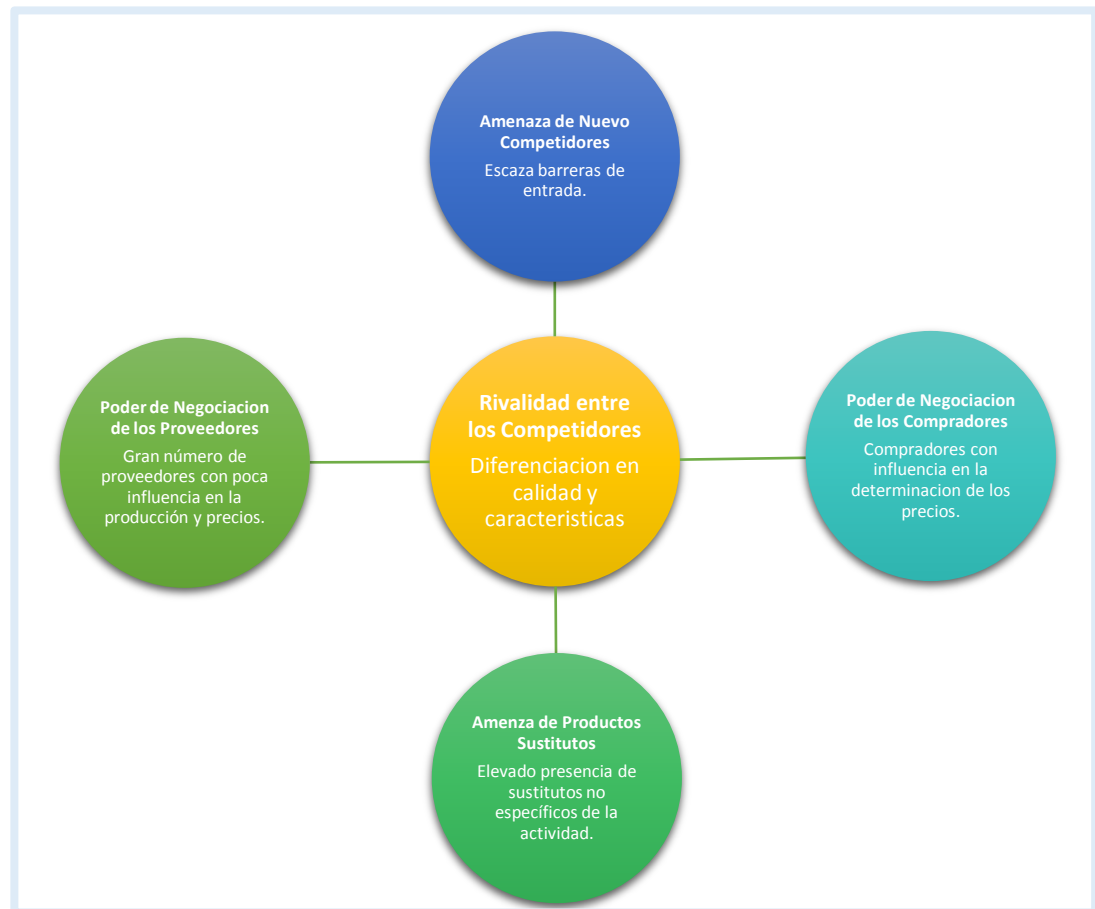 Amenaza de Nuevo
Competidores
Escaza barreras de
entrada.
Poder de Negociacion
de los Proveedores
Gran número de
proveedores con poca
influencia en la
producción y precios.
Rivalidad entre
los Competidores
Diferenciacion en
calidad y
caracteristicas
Poder de Negociacion
de los Compradores
Compradores con
influencia en la
determinacion de los
precios.
Amenza de Productos
Sustitutos
Elevado presencia de
sustitutos no
específicos de la
actividad.